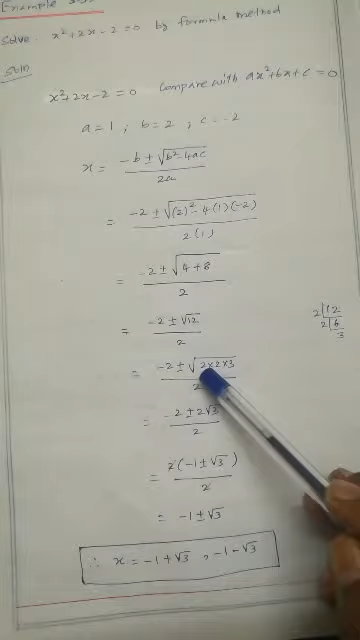 Example
Solve x²+2x-2=0 by formula method
Soln
x²+2x-2=0 Compare with ax²+bx+c=0
a=1 ; b=2 , c=-2
x = (-b ± √(b²-4ac))/2a
= (-2 ± √((2)²-4(1)(-2)))/2(1)
= (-2 ± √(4+8))/2
= (-2 ± √12)/2
2|12
2|6
3
= (-2 ± √(2×2×3))/2
= (-2 ± 2√3)/2
= 2(-1 ± √3)/2
= -1 ± √3
∴ x = -1+√3 , -1-√3